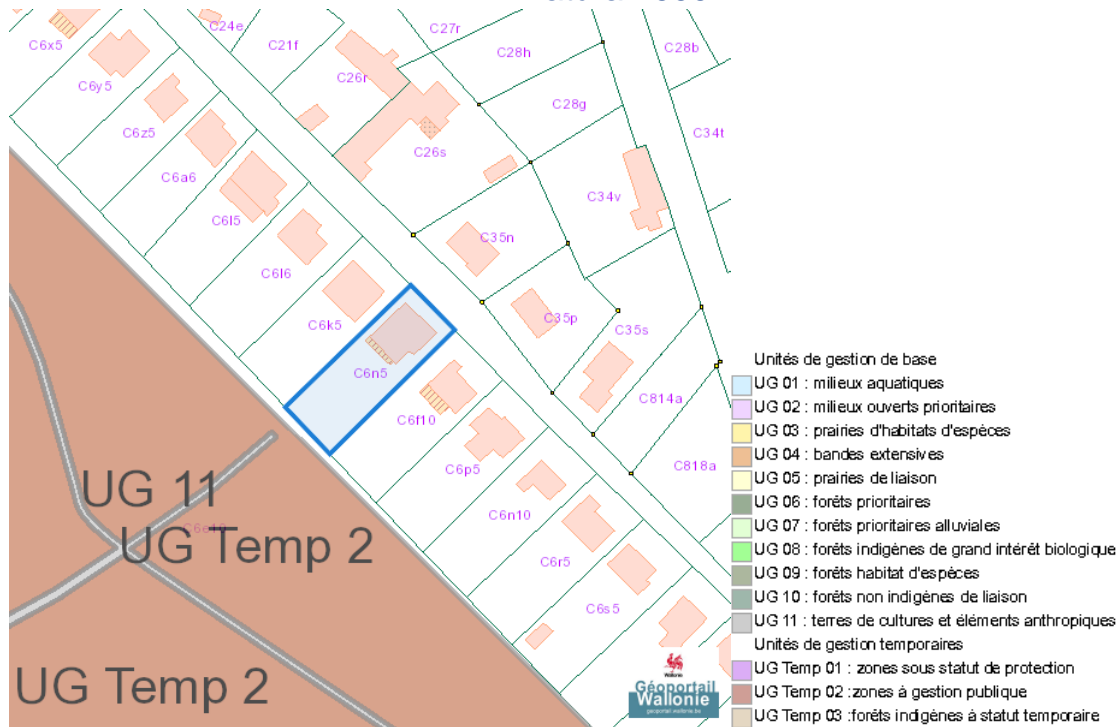 C24e
C27r
C6x5
C21f
C28h
C28b
C6y5
C26r
C28g
C6z5
C34t
C26s
C6a6
C34v
C6l5
C35n
C6l6
C6k5
C35p
C35s
C6n5
C814a
C6f10
C818a
C6p5
C6n10
C6r5
C6s5
UG 11
UG Temp 2
UG Temp 2
Wallonie
Géoportail
Wallonie
geoportail.wallonie.be
Unités de gestion de base
UG 01 : milieux aquatiques
UG 02 : milieux ouverts prioritaires
UG 03 : prairies d'habitats d'espèces
UG 04 : bandes extensives
UG 05 : prairies de liaison
UG 06 : forêts prioritaires
UG 07 : forêts prioritaires alluviales
UG 08 : forêts indigènes de grand intérêt biologique
UG 09 : forêts habitat d'espèces
UG 10 : forêts non indigènes de liaison
UG 11 : terres de cultures et éléments anthropiques
Unités de gestion temporaires
UG Temp 01 : zones sous statut de protection
UG Temp 02 :zones à gestion publique
UG Temp 03 :forêts indigènes à statut temporaire